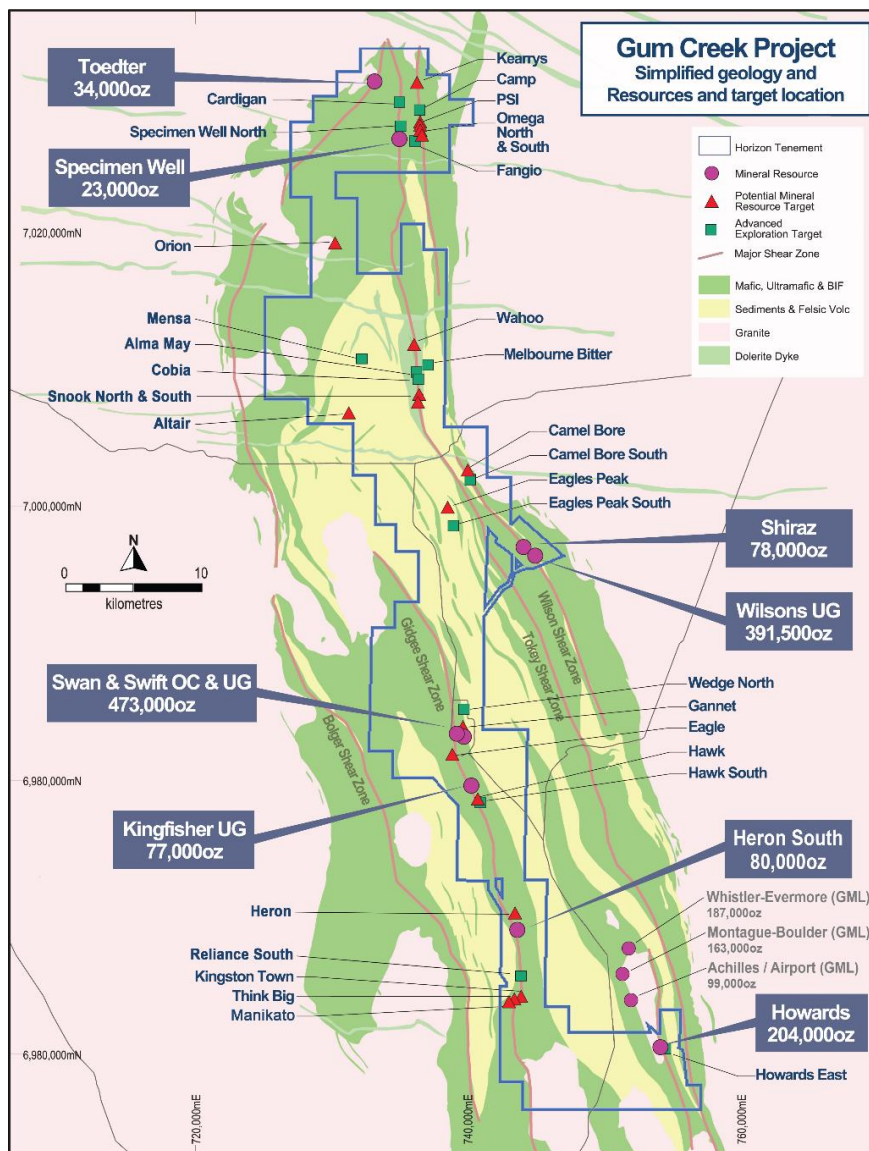 Gum Creek Project
Simplified geology and
Resources and target location
Horizon Tenement
Mineral Resource
Potential Mineral
Resource Target
Advanced
Exploration Target
Major Shear Zone
Mafic, Ultramafic & BIF
Sediments & Felsic Volc
Granite
Dolerite Dyke
Toedter
34,000oz
Kearrys
Camp
Cardigan
PSI
Omega
North
& South
Specimen Well North
Fangio
Specimen Well
23,000oz
7,020,000mN
Orion
Mensa
Wahoo
Alma May
Melbourne Bitter
Cobia
Snook North & South
Altair
Camel Bore
Camel Bore South
Eagles Peak
7,000,000mN
Eagles Peak South
Shiraz
78,000oz
N
0
10
kilometres
Wilsons UG
391,500oz
Wilson Shear Zone
Tokey Shear Zone
Gidgee Shear Zone
Bolger Shear Zone
Swan & Swift OC & UG
473,000oz
Wedge North
Gannet
Eagle
Hawk
Hawk South
6,980,000mN
Kingfisher UG
77,000oz
Heron South
80,000oz
Heron
Whistler-Evermore (GML)
187,000oz
Montague-Boulder (GML)
163,000oz
Achilles / Airport (GML)
99,000oz
Reliance South
Kingston Town
Think Big
Manikato
Howards
204,000oz
6,980,000mN
Howards East
720,000mE
740,000mE
760,000mE